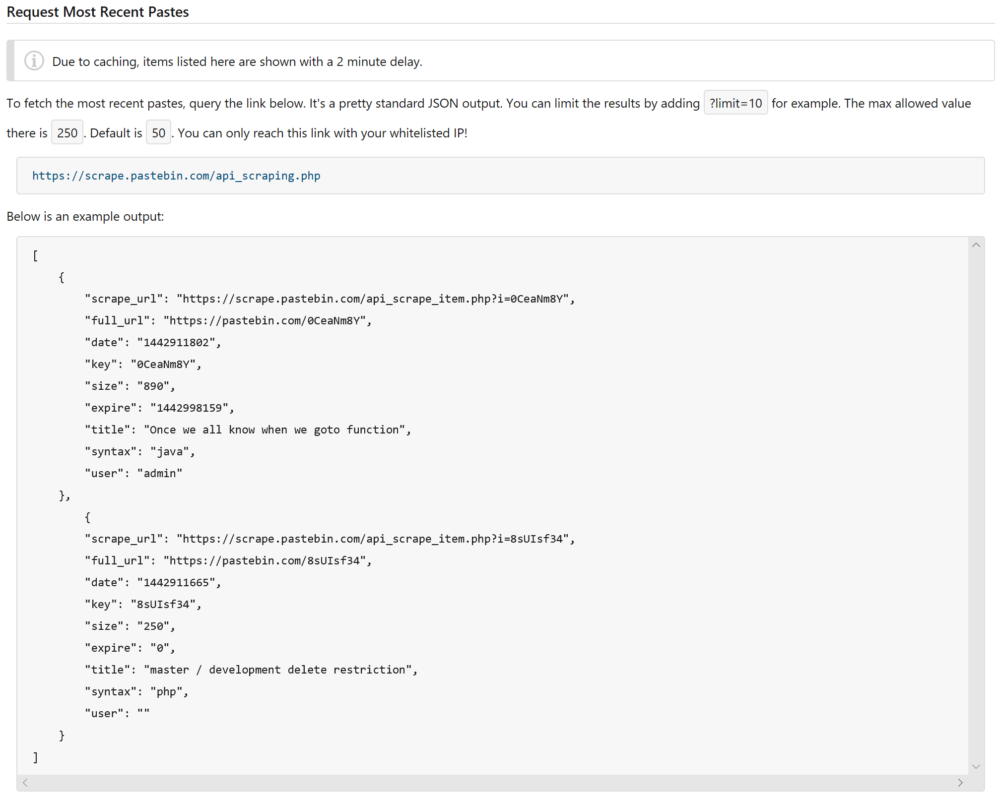 Request Most Recent Pastes
Due to caching, items listed here are shown with a 2 minute delay.
To fetch the most recent pastes, query the link below. It's a pretty standard JSON output. You can limit the results by adding ?limit=10 for example. The max allowed value
there is 250. Default is 50. You can only reach this link with your whitelisted IP!
https://scrape.pastebin.com/api_scraping.php
Below is an example output:
[
    {
        "scrape_url": "https://scrape.pastebin.com/api_scrape_item.php?i=0CeaNm8Y",
        "full_url": "https://pastebin.com/0CeaNm8Y",
        "date": "1442911802",
        "key": "0CeaNm8Y",
        "size": "890",
        "expire": "1442998159",
        "title": "Once we all know when we goto function",
        "syntax": "java",
        "user": "admin"
    },
        {
        "scrape_url": "https://scrape.pastebin.com/api_scrape_item.php?i=8sUIsf34",
        "full_url": "https://pastebin.com/8sUIsf34",
        "date": "1442911665",
        "key": "8sUIsf34",
        "size": "250",
        "expire": "0",
        "title": "master / development delete restriction",
        "syntax": "php",
        "user": ""
    }
]